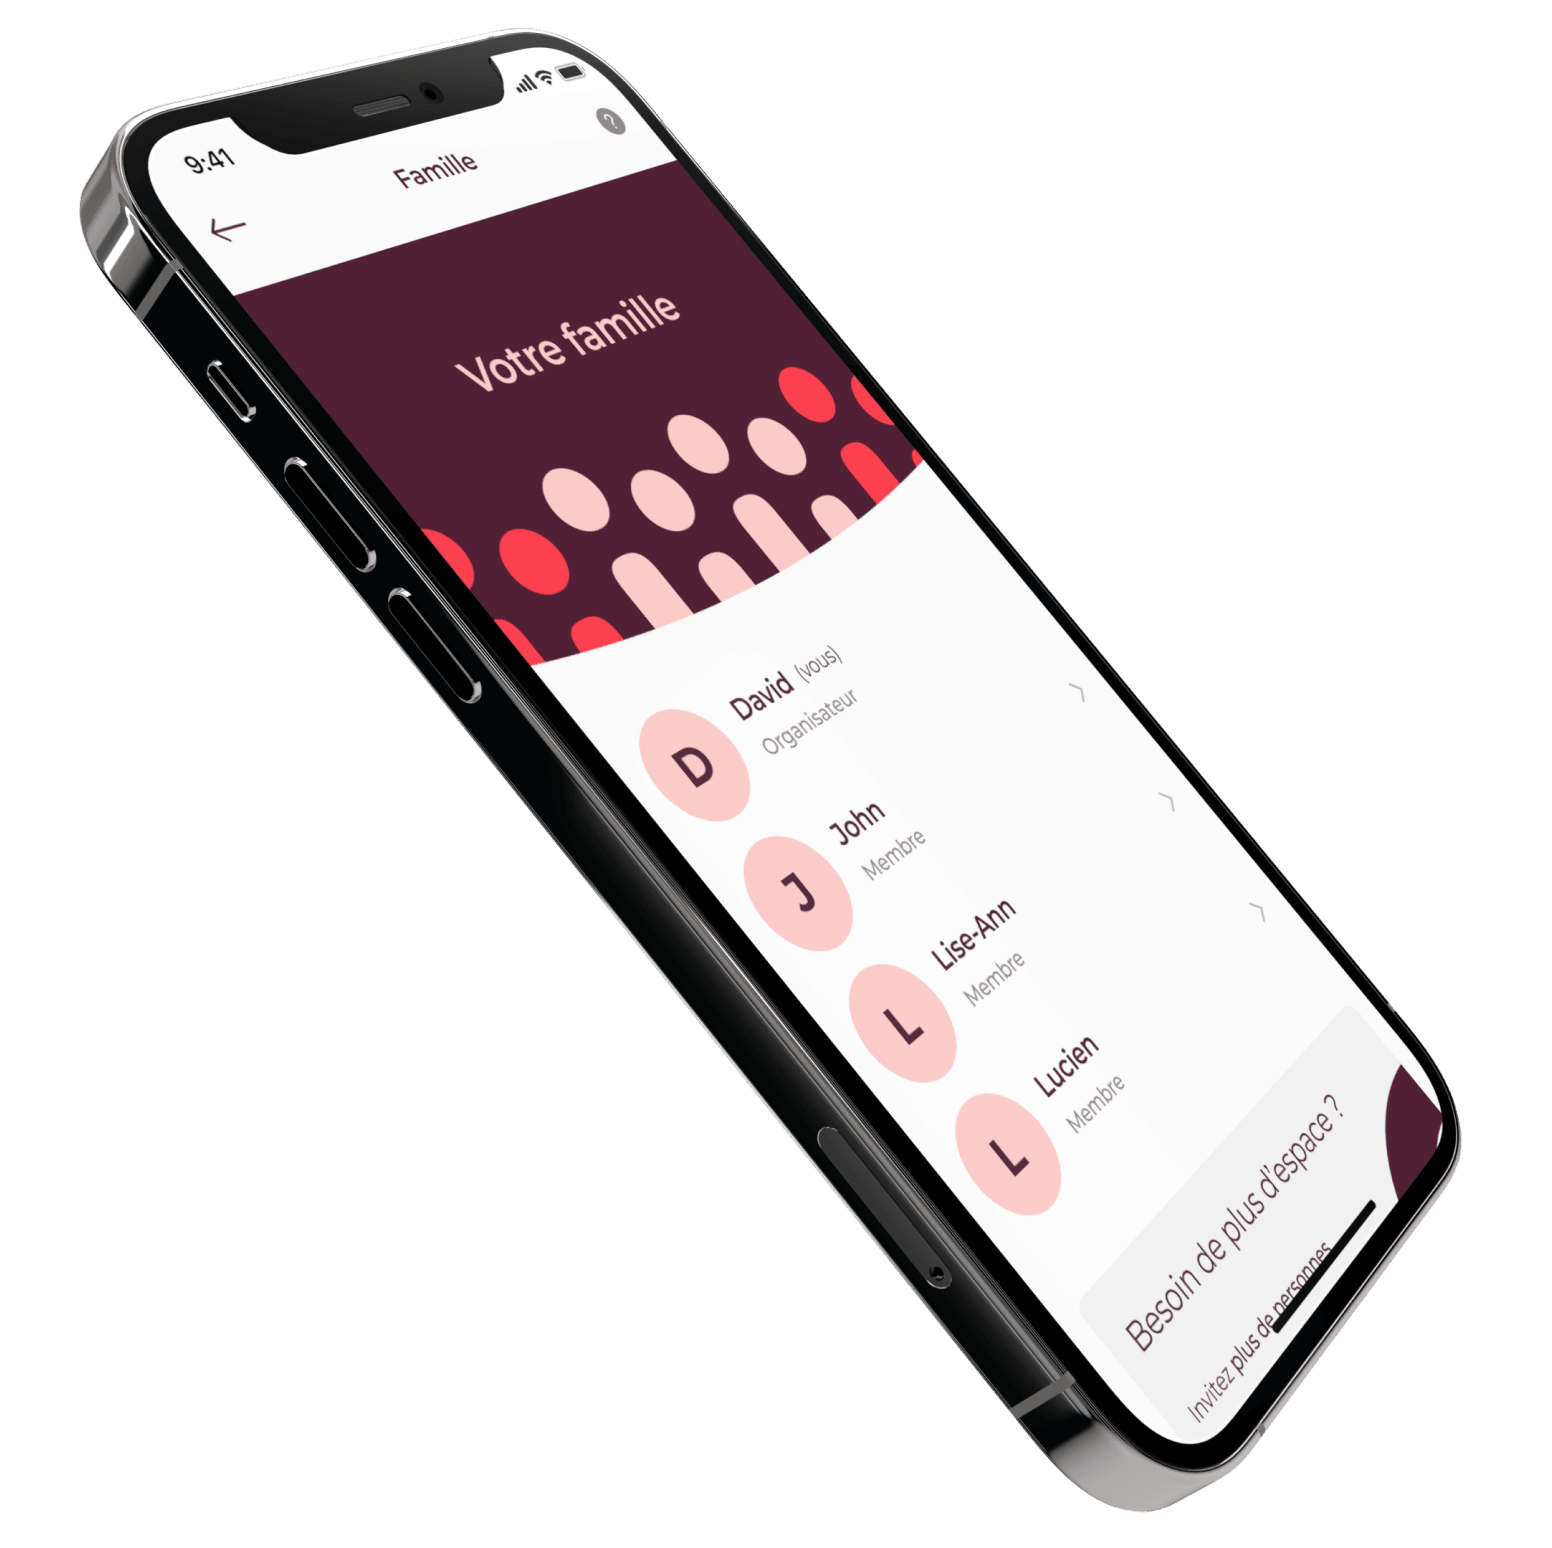 9:41
?
Famille
Votre famille
D
David (vous)
Organisateur
J
John
Membre
L
Lise-Ann
Membre
L
Lucien
Membre
Besoin de plus d'espace ?
Invitez plus de personnes